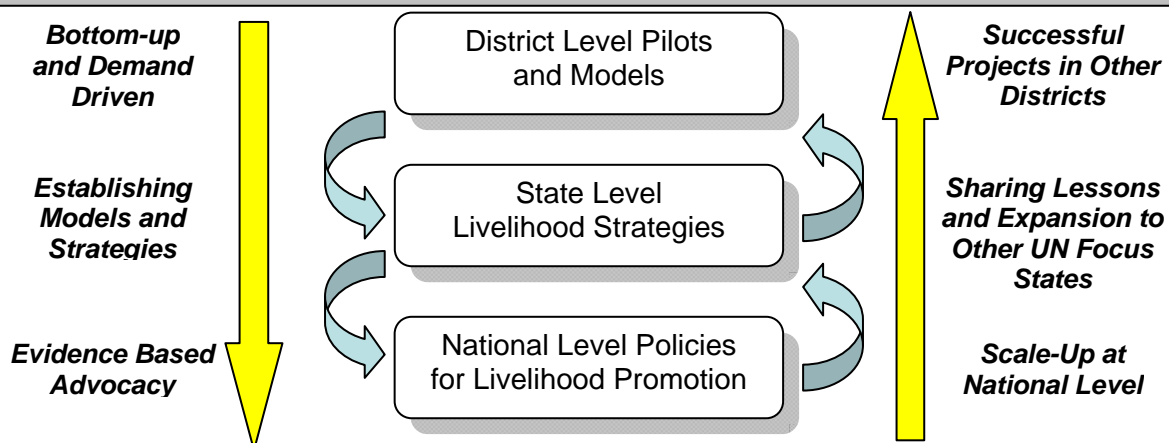 Bottom-up
and Demand
Driven
District Level Pilots
and Models
Successful
Projects in Other
Districts
Establishing
Models and
Strategies
State Level
Livelihood Strategies
Sharing Lessons
and Expansion to
Other UN Focus
States
Evidence Based
Advocacy
National Level Policies
for Livelihood Promotion
Scale-Up at
National Level